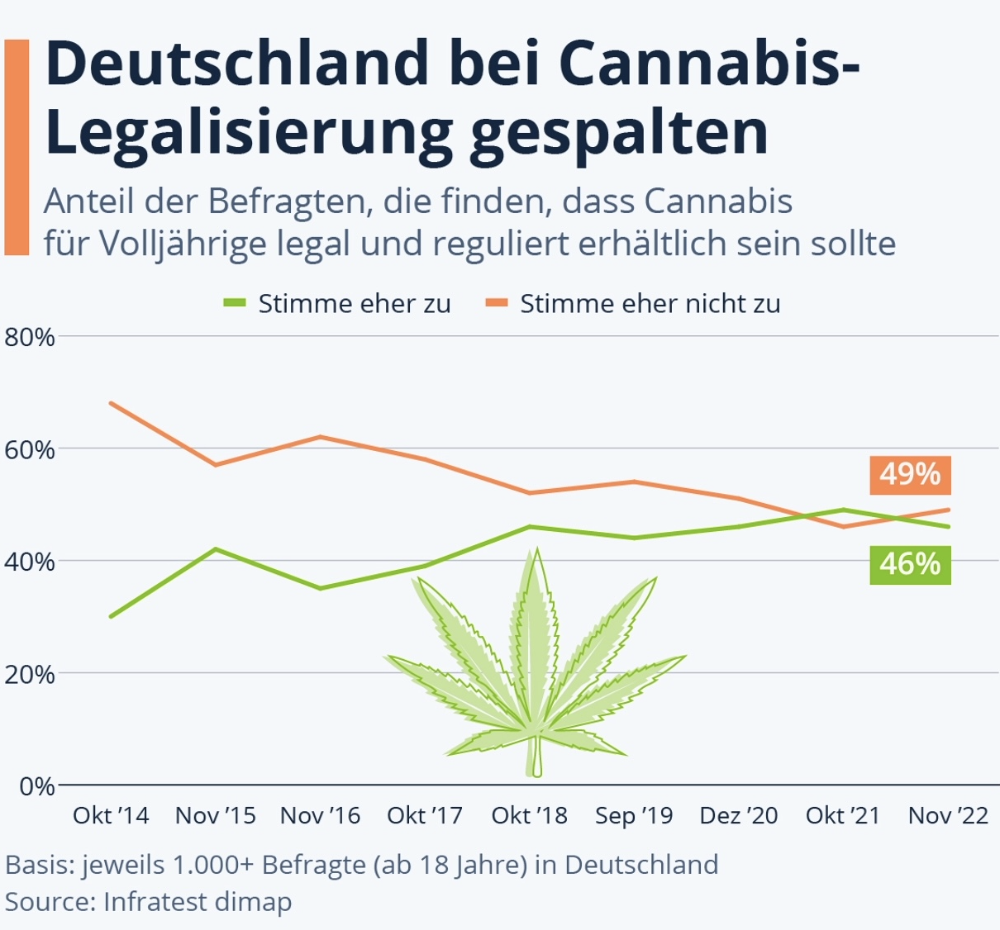 Deutschland bei Cannabis-
Legalisierung gespalten
Anteil der Befragten, die finden, dass Cannabis
für Volljährige legal und reguliert erhältlich sein sollte
Stimme eher zu Stimme eher nicht zu
80%
60%
49%
40%
46%
20%
0%
Okt ’14 Nov ’15 Nov ’16 Okt ’17 Okt ’18 Sep ’19 Dez ’20 Okt ’21 Nov ’22
Basis: jeweils 1.000+ Befragte (ab 18 Jahre) in Deutschland
Source: Infratest dimap